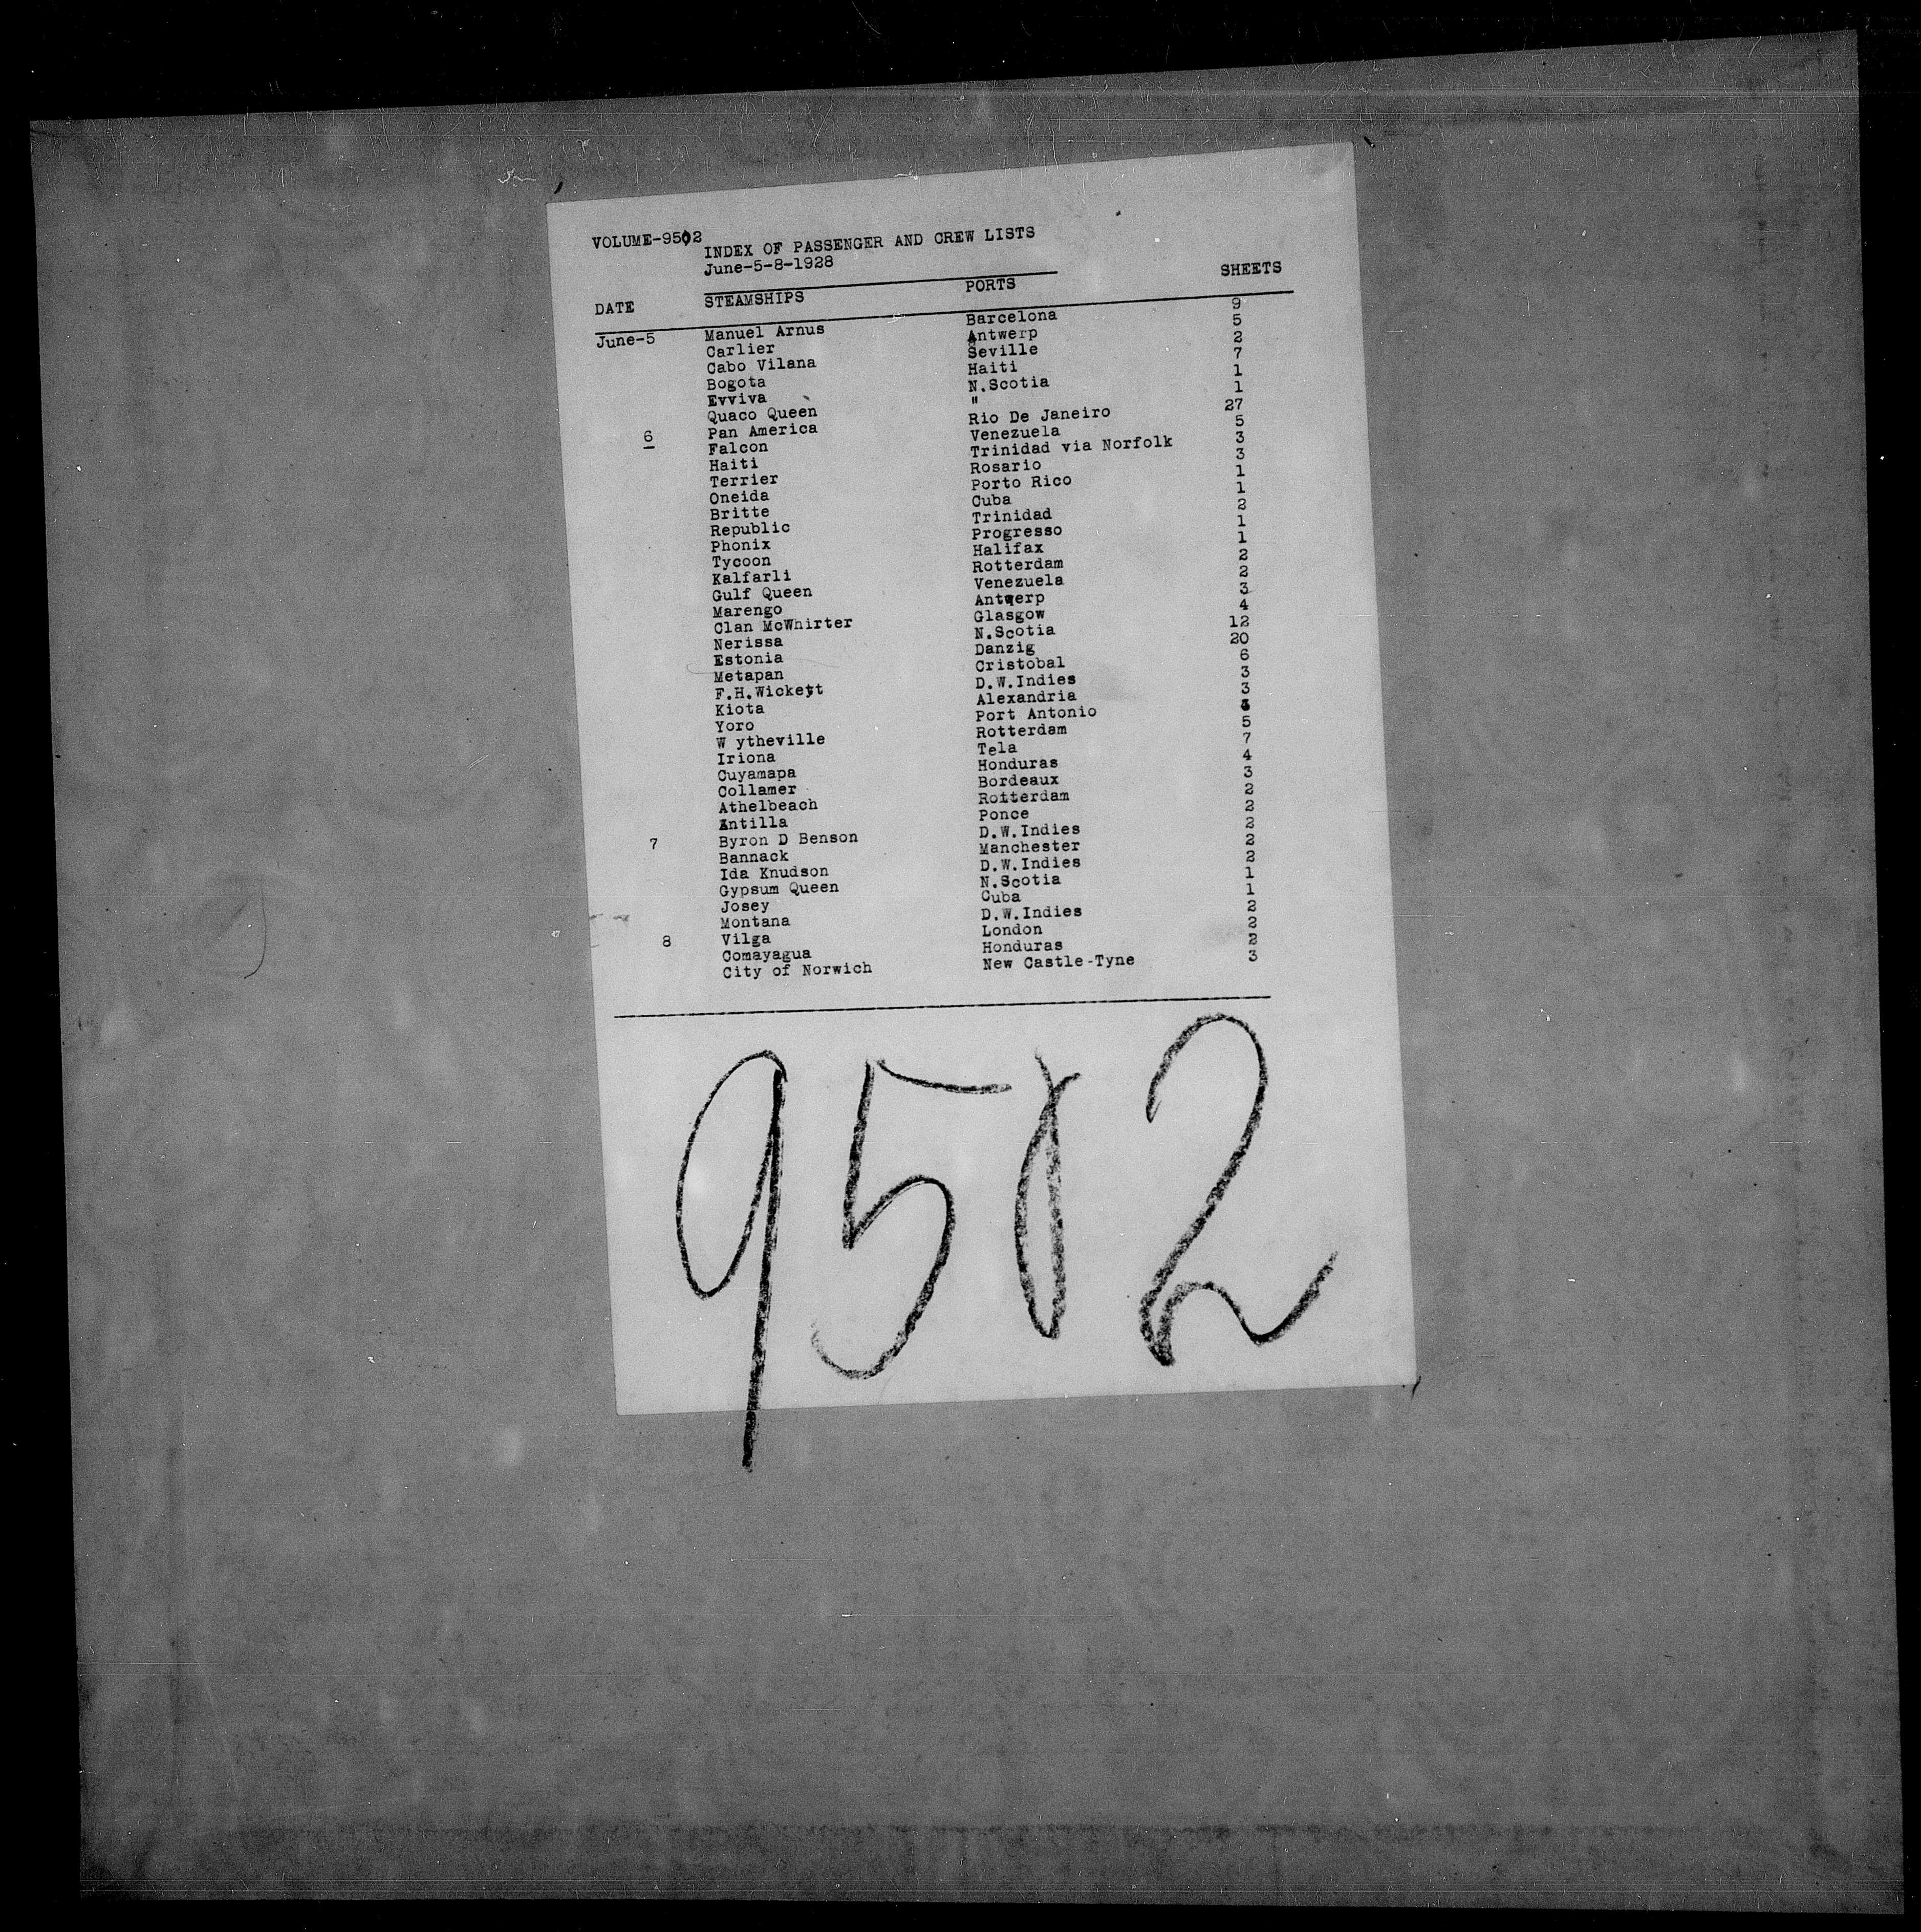 VOLUME-9502
INDEX OF PASSENGER AND CREW LISTS
June-5-8-1928
DATE STEAMSHIPS PORTS SHEETS
June-5 Manuel Arnus Barcelona 9
Carlier Antwerp 5
Cabo Vilana Seville 2
Bogota Haiti 7
Evviva N.Scotia 1
Quaco Queen " 1
6 Pan America Rio De Janeiro 27
Falcon Venezuela 5
Haiti Trinidad via Norfolk 3
Terrier Rosario 3
Oneida Porto Rico 1
Britte Cuba 1
Republic Trinidad 2
Phonix Progresso 1
Tycoon Halifax 1
Kalfarli Rotterdam 2
Gulf Queen Venezuela 2
Marengo Antwerp 3
Clan McWhirter Glasgow 4
Nerissa N.Scotia 12
Estonia Danzig 20
Metapan Cristobal 6
F.H.Wickett D.W.Indies 3
Kiota Alexandria 3
Yoro Port Antonio
W ytheville Rotterdam 5
Iriona Tela 7
Cuyamapa Honduras 4
Collamer Bordeaux 3
Athelbeach Rotterdam 2
Antilla Ponce 2
7 Byron D Benson D.W.Indies 2
Bannack Manchester 2
Ida Knudson D.W.Indies 2
Gypsum Queen N.Scotia 1
Josey Cuba 1
Montana D.W.Indies 2
8 Vilga London 2
Comayagua Honduras 2
City of Norwich New Castle-Tyne 3
9502